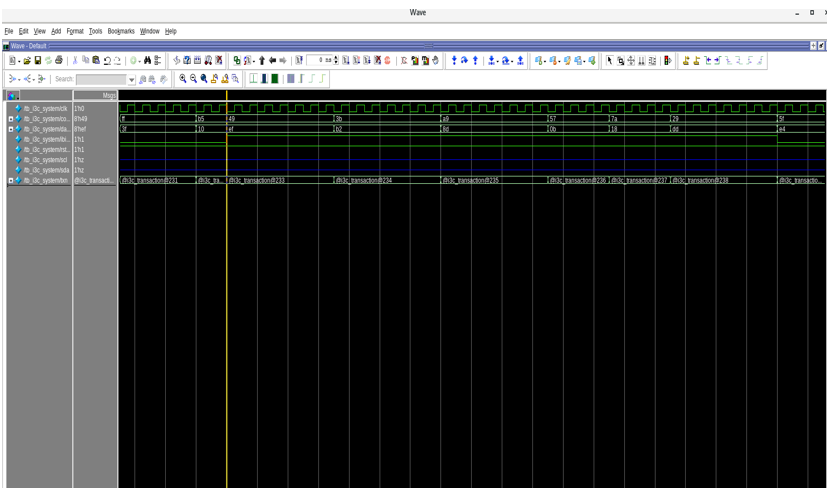 Wave
File Edit View Add Format Tools Bookmarks Window Help
Wave - Default
0 ns
Search:
Msgs
/tb_i3c_system/clk 1'h0
/tb_i3c_system/co... 8'h49 ff b5 49 3b a9 57 7a 29 5f
/tb_i3c_system/da... 8'hef 3f 10 ef b2 8d 0b 18 dd e4
1'h1
/tb_i3c_system/rst... 1'h1
/tb_i3c_system/scl 1'hz
/tb_i3c_system/sda 1'hz
/tb_i3c_system/txn @i3c_transacti... @i3c_transaction@231 @i3c_tra... @i3c_transaction@233 @i3c_transaction@234 @i3c_transaction@235 @i3c_transaction@236 @i3c_transaction@237 @i3c_transaction@238 @i3c_transactio...